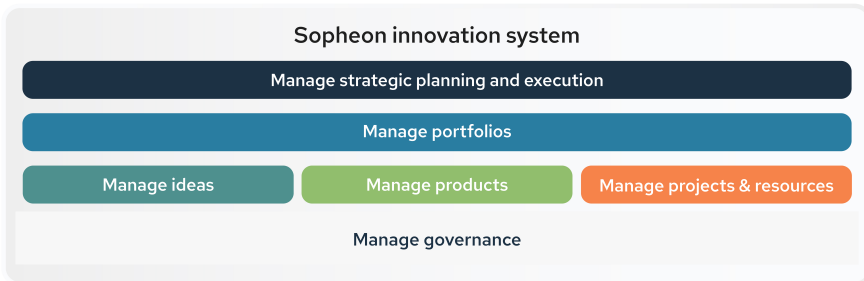 Sopheon innovation system
Manage strategic planning and execution
Manage portfolios
Manage ideas
Manage products
Manage projects & resources
Manage governance